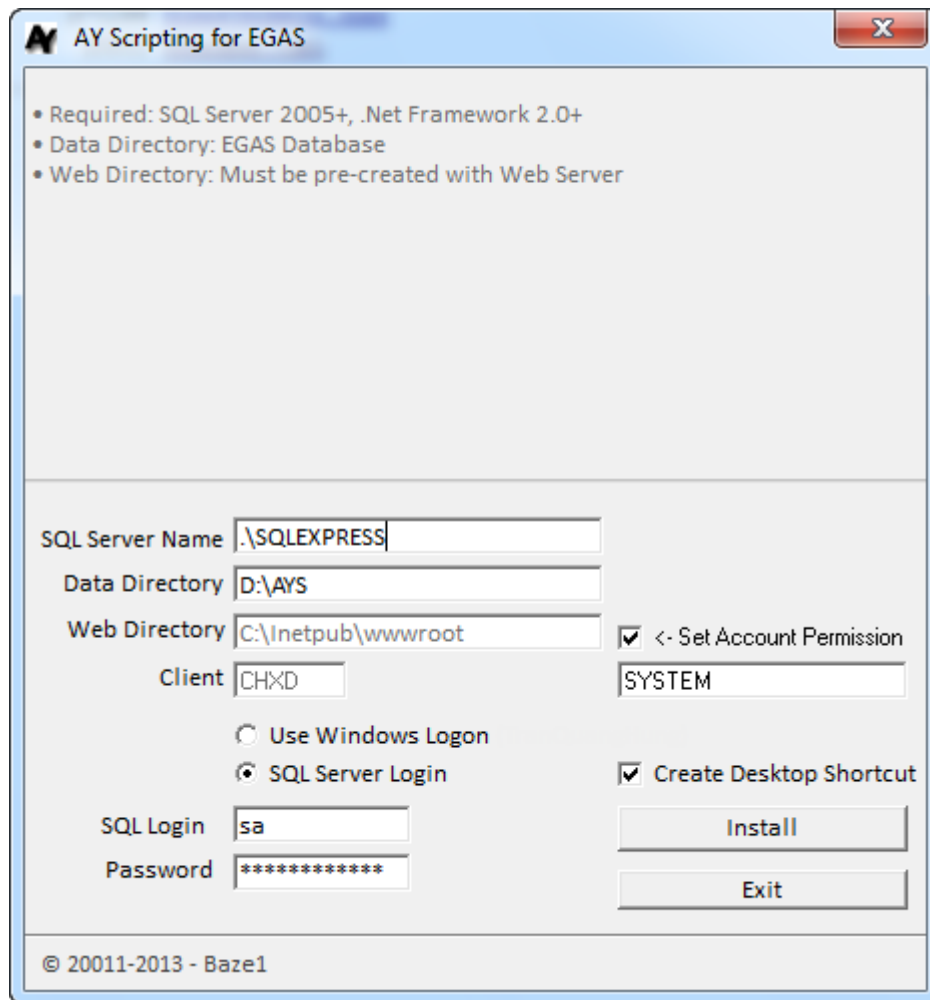 AY Scripting for EGAS
• Required: SQL Server 2005+, .Net Framework 2.0+
• Data Directory: EGAS Database
• Web Directory: Must be pre-created with Web Server
SQL Server Name .\SQLEXPRESS
Data Directory D:\AYS
Web Directory C:\Inetpub\wwwroot <- Set Account Permission
Client CHXD SYSTEM
Use Windows Logon
SQL Server Login Create Desktop Shortcut
SQL Login sa Install
Password ************
Exit
© 20011-2013 - Baze1